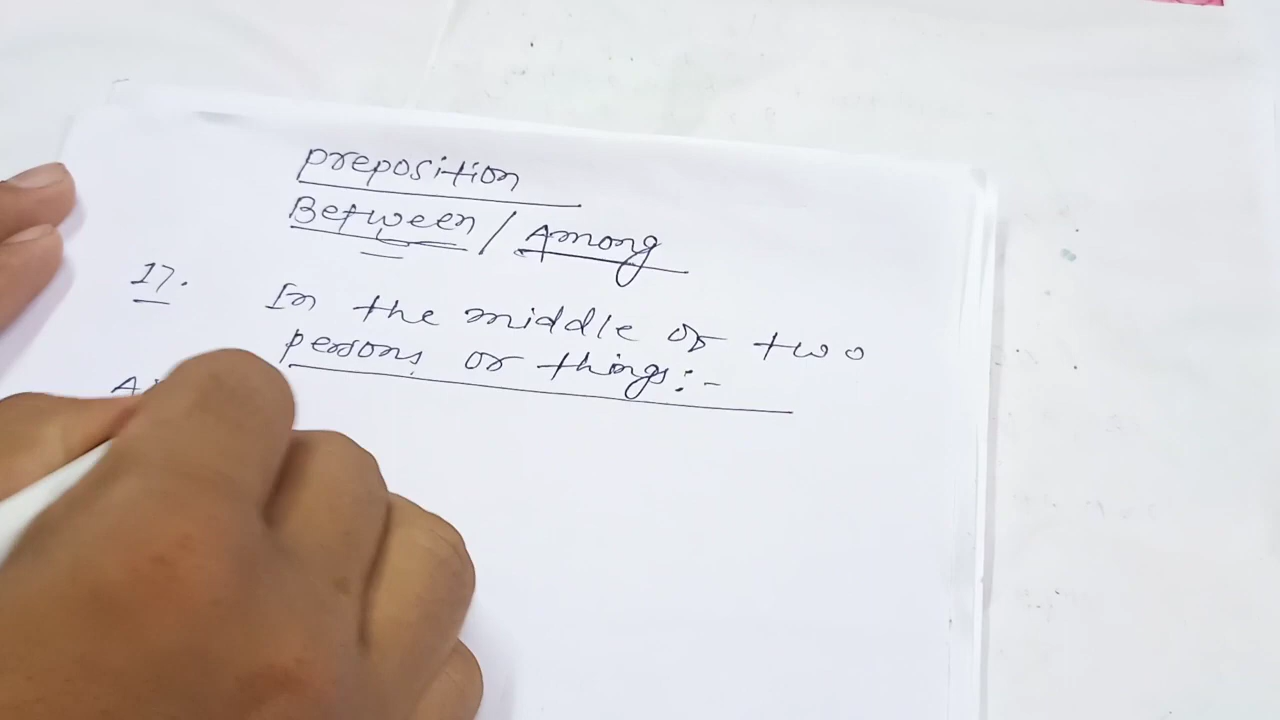 preposition
Between / Among
17. In the middle of two
persons or things:-